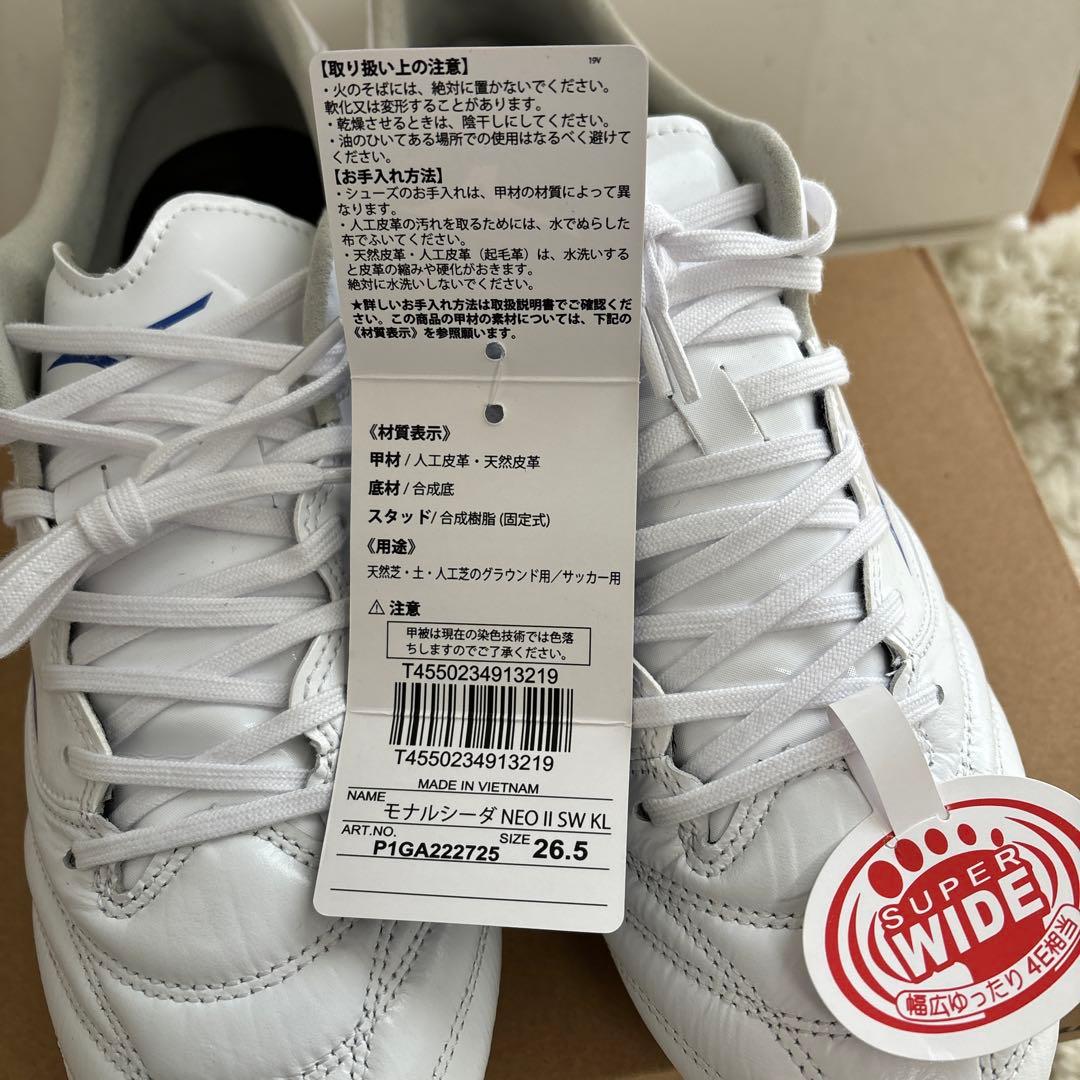 19V
【取り扱い上の注意】
・火のそばには、絶対に置かないでください。
軟化又は変形することがあります。
・乾燥させるときは、陰干しにしてください。
・油のひいてある場所での使用はなるべく避けて
ください。
【お手入れ方法】
・シューズのお手入れは、甲材の材質によって異
なります。
・人工皮革の汚れを取るためには、水でぬらした
布でふいてください。
・天然皮革・人工皮革（起毛革）は、水洗いする
と皮革の縮みや硬化がおきます。
絶対に水洗いしないでください。
★詳しいお手入れ方法は取扱説明書でご確認くだ
さい。この商品の甲材の素材については、下記の
《材質表示》を参照願います。
《材質表示》
甲材 / 人工皮革・天然皮革
底材 / 合成底
スタッド/ 合成樹脂 (固定式)
《用途》
天然芝・土・人工芝のグラウンド用／サッカー用
⚠ 注意
甲被は現在の染色技術では色落
ちしますのでご了承ください。
T4550234913219
T4550234913219
MADE IN VIETNAM
NAME モナルシーダ NEO II SW KL
ART.NO. P1GA222725 SIZE 26.5
SUPER
WIDE
幅広ゆったり 4E相当